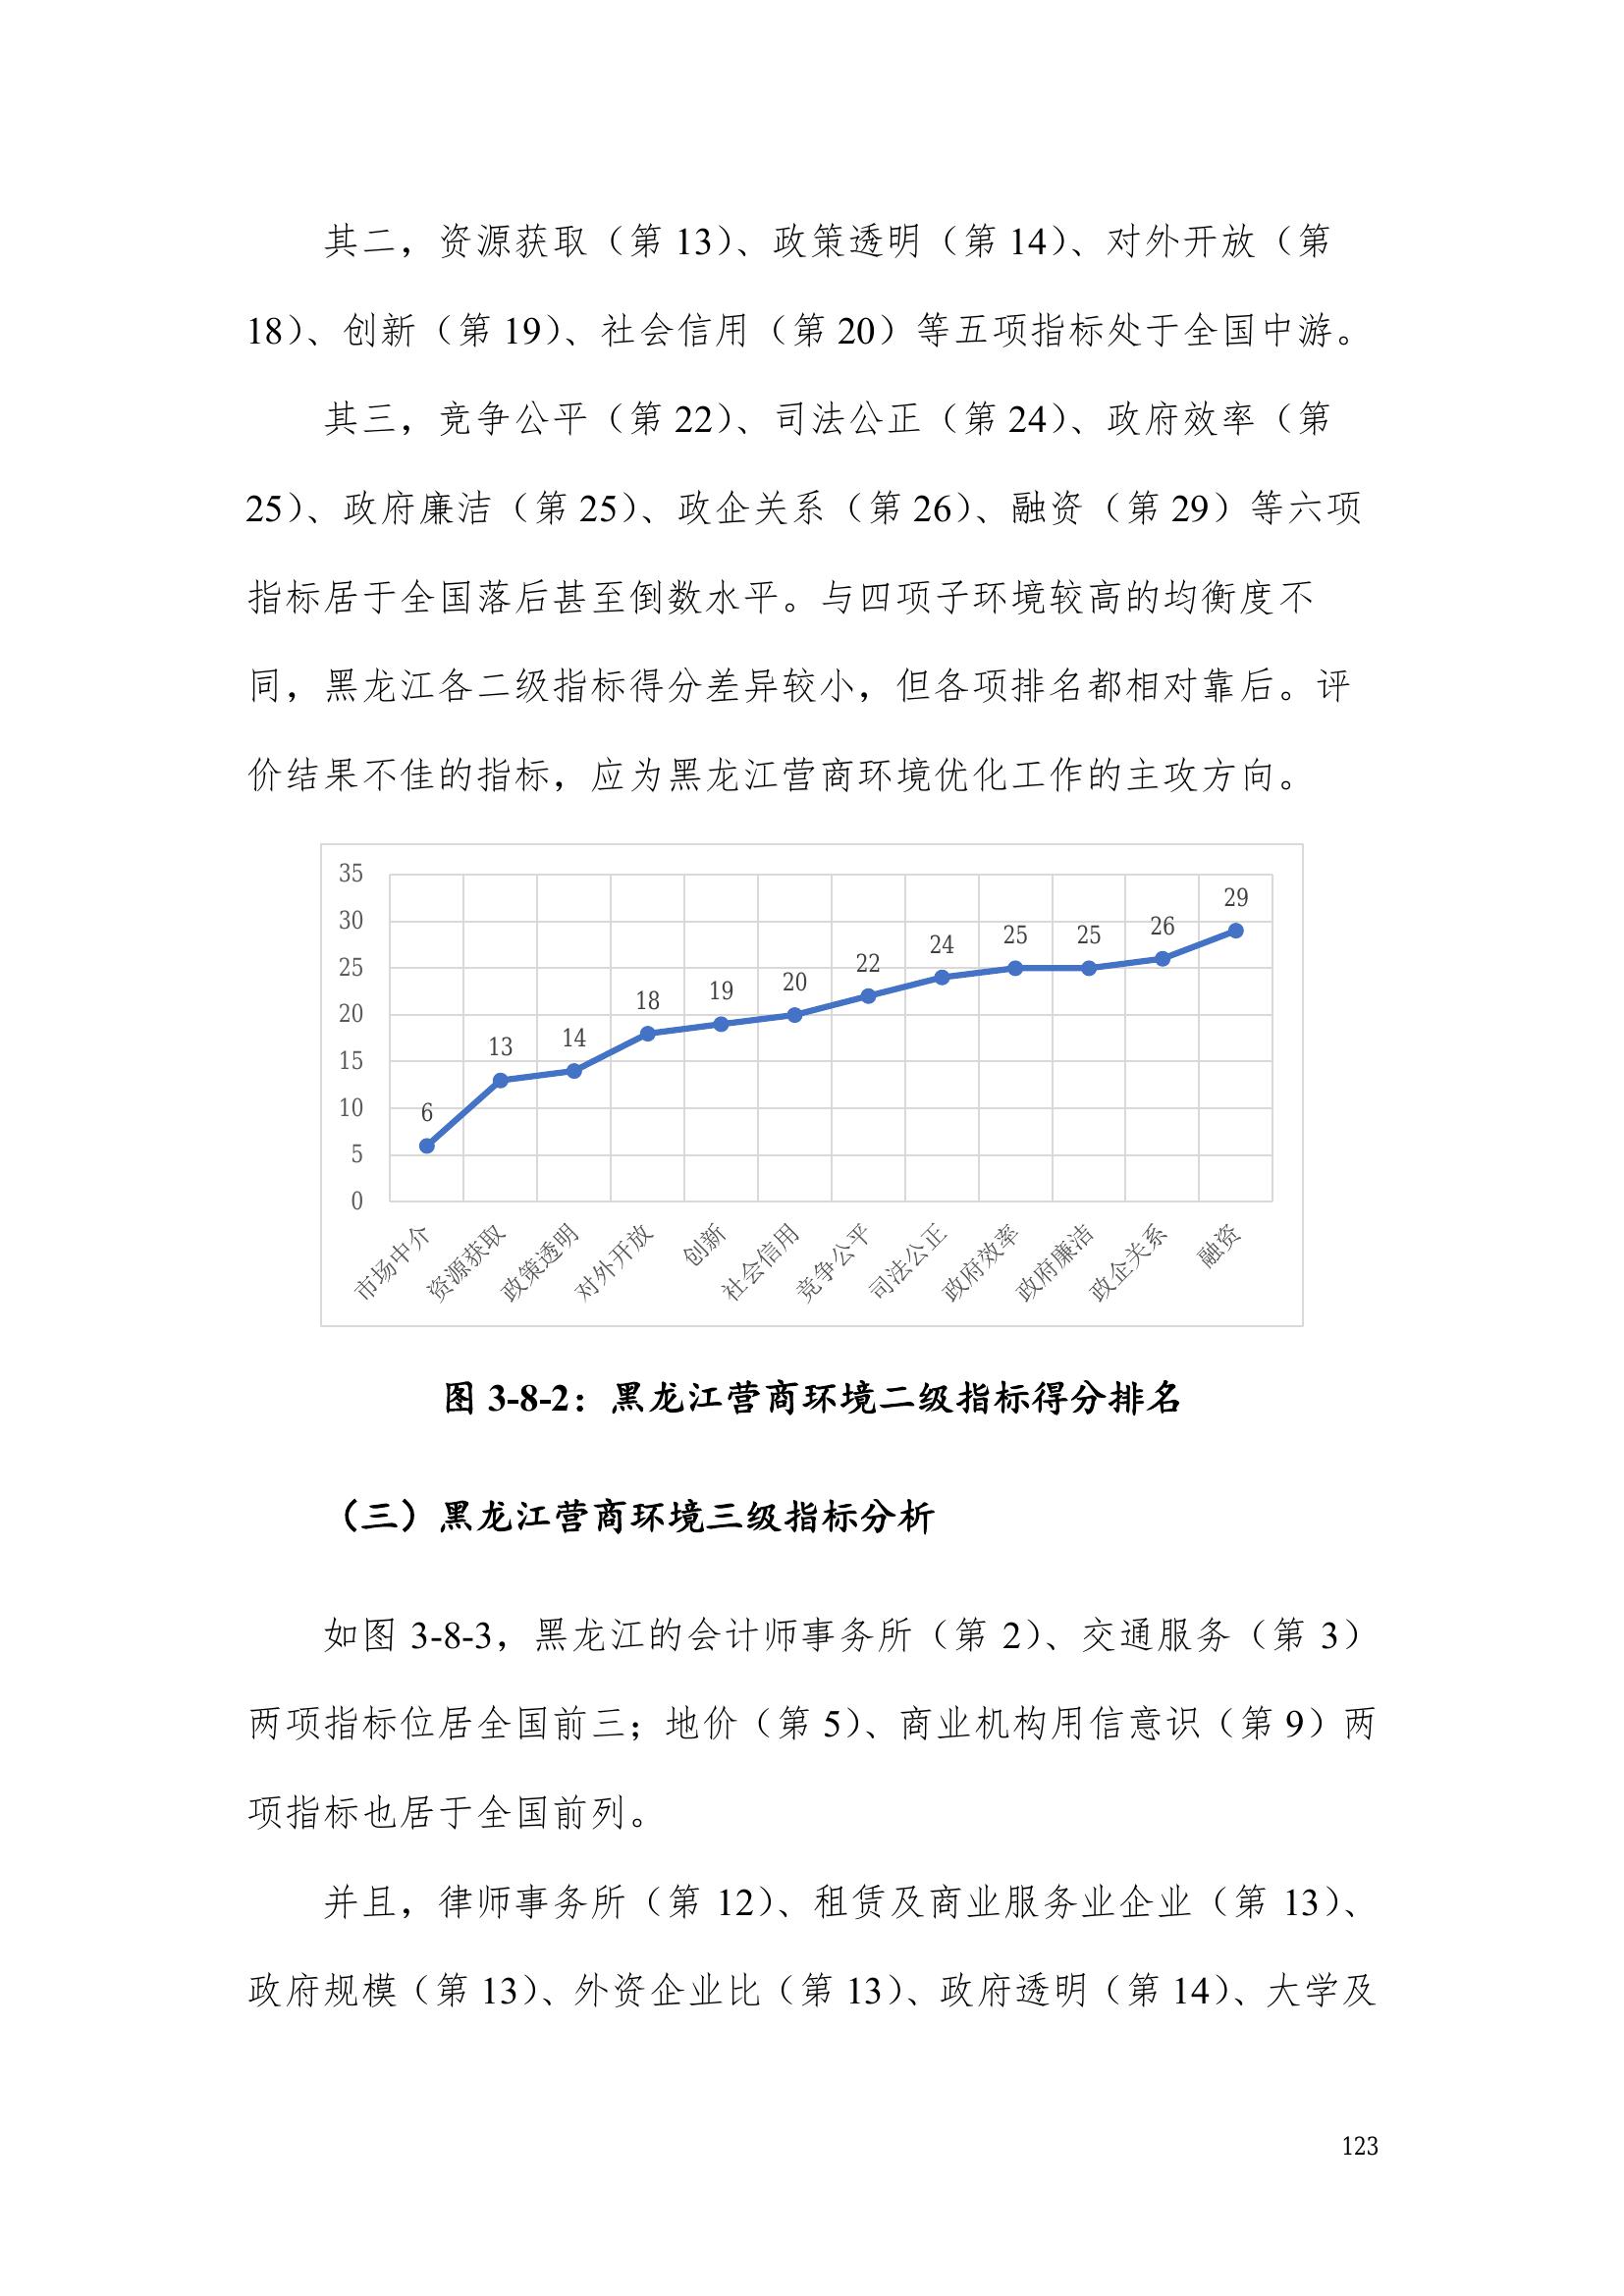 其二，资源获取（第 13）、政策透明（第 14）、对外开放（第
18）、创新（第 19）、社会信用（第 20）等五项指标处于全国中游。
其三，竞争公平（第 22）、司法公正（第 24）、政府效率（第
25）、政府廉洁（第 25）、政企关系（第 26）、融资（第 29）等六项
指标居于全国落后甚至倒数水平。与四项子环境较高的均衡度不
同，黑龙江各二级指标得分差异较小，但各项排名都相对靠后。评
价结果不佳的指标，应为黑龙江营商环境优化工作的主攻方向。
35
30
25
20
15
10
5
0
6
13
14
18
19
20
22
24
25
25
26
29
市场中介
资源获取
政策透明
对外开放
创新
社会信用
竞争公平
司法公正
政府效率
政府廉洁
政企关系
融资
图 3-8-2：黑龙江营商环境二级指标得分排名
（三）黑龙江营商环境三级指标分析
如图 3-8-3，黑龙江的会计师事务所（第 2）、交通服务（第 3）
两项指标位居全国前三；地价（第 5）、商业机构用信意识（第 9）两
项指标也居于全国前列。
并且，律师事务所（第 12）、租赁及商业服务业企业（第 13）、
政府规模（第 13）、外资企业比（第 13）、政府透明（第 14）、大学及
123